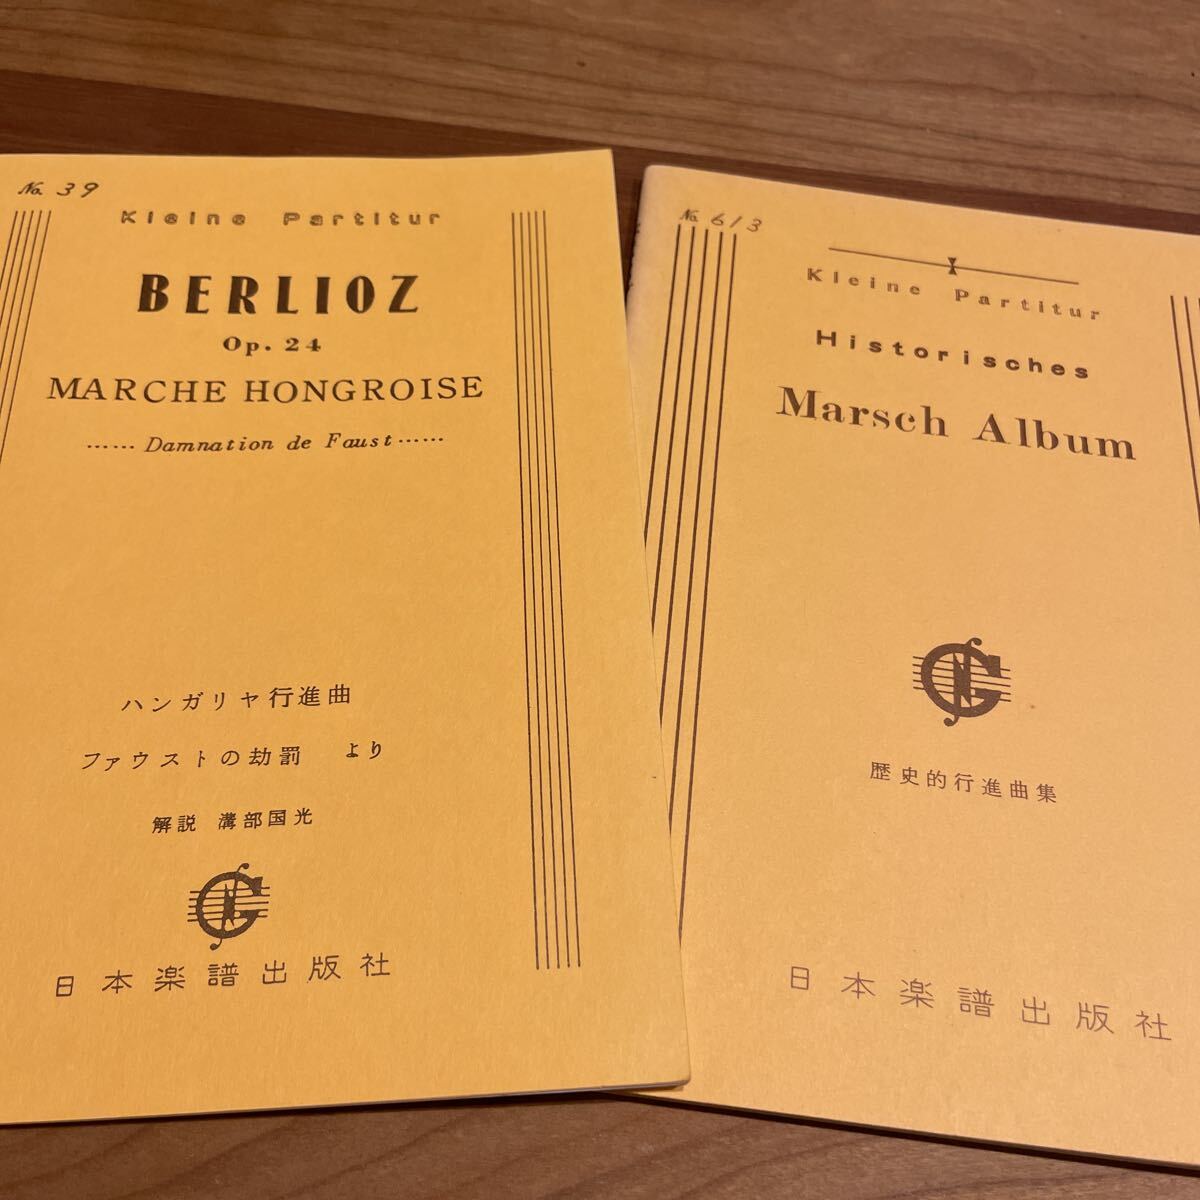 No. 39
Kleine Partitur
BERLIOZ
Op. 24
MARCHE HONGROISE
...... Damnation de Faust ......
ハンガリヤ行進曲
ファウストの劫罰 より
解説 溝部国光
日本楽譜出版社
No. 613
Kleine Partitur
Historisches
Marsch Album
歴史的行進曲集
日本楽譜出版社